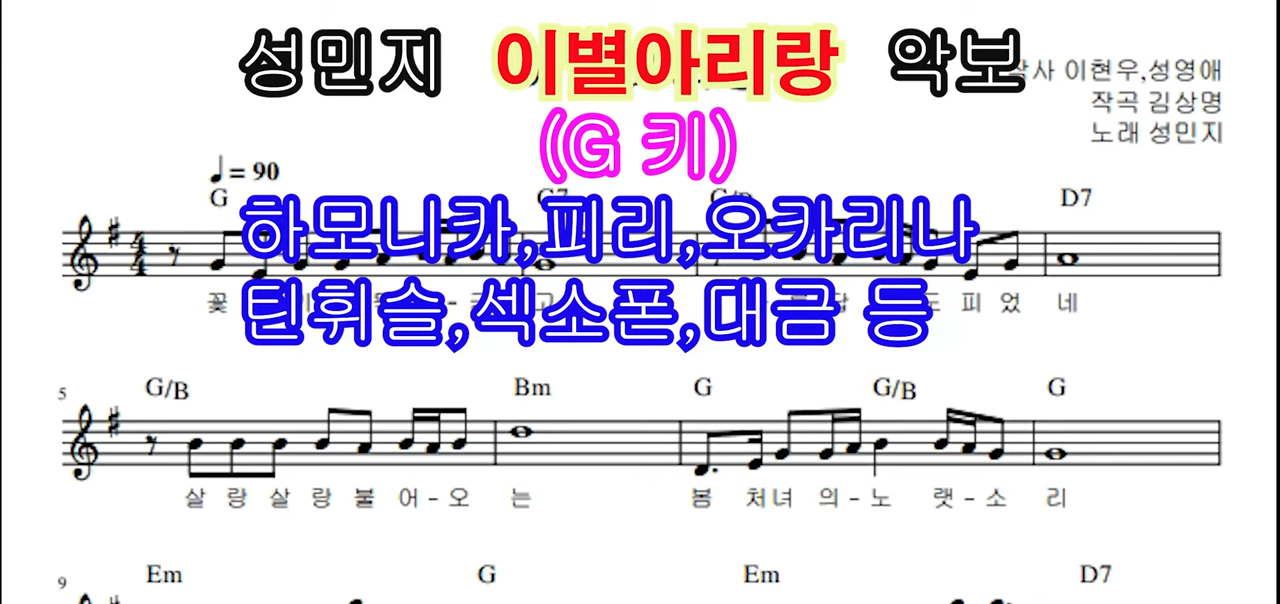 성민지 이별아리랑 악보
작사 이현우,성영애
(G 키)
작곡 김상명
노래 성민지
♩ = 90
G D7
하모니카,피리,오카리나
틴휘슬,섹소폰,대금 등
꽃 피 었 네
5 G/B Bm G G/B G
살 랑 살 랑 불 어 - 오 는 봄 처 녀 의 - 노 랫 - 소 리
9 Em G Em D7